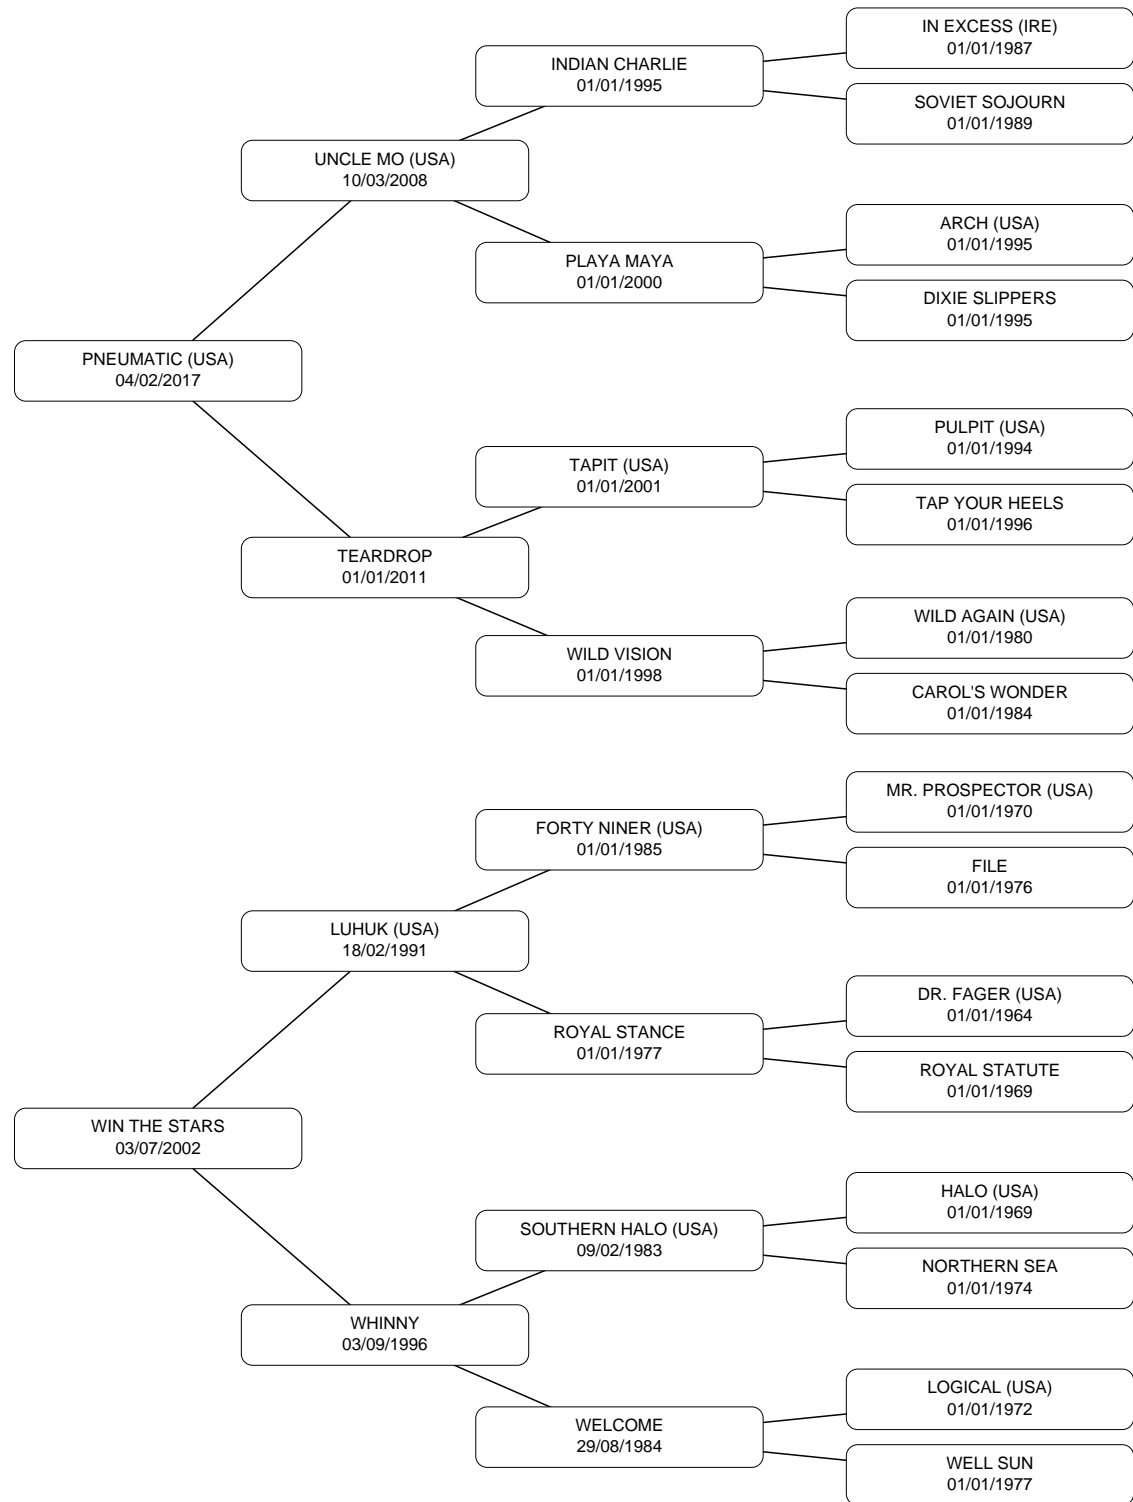 IN EXCESS (IRE)
01/01/1987
INDIAN CHARLIE
01/01/1995
SOVIET SOJOURN
01/01/1989
UNCLE MO (USA)
10/03/2008
ARCH (USA)
01/01/1995
PLAYA MAYA
01/01/2000
DIXIE SLIPPERS
01/01/1995
PNEUMATIC (USA)
04/02/2017
PULPIT (USA)
01/01/1994
TAPIT (USA)
01/01/2001
TAP YOUR HEELS
01/01/1996
TEARDROP
01/01/2011
WILD AGAIN (USA)
01/01/1980
WILD VISION
01/01/1998
CAROL'S WONDER
01/01/1984
MR. PROSPECTOR (USA)
01/01/1970
FORTY NINER (USA)
01/01/1985
FILE
01/01/1976
LUHUK (USA)
18/02/1991
DR. FAGER (USA)
01/01/1964
ROYAL STANCE
01/01/1977
ROYAL STATUTE
01/01/1969
WIN THE STARS
03/07/2002
HALO (USA)
01/01/1969
SOUTHERN HALO (USA)
09/02/1983
NORTHERN SEA
01/01/1974
WHINNY
03/09/1996
LOGICAL (USA)
01/01/1972
WELCOME
29/08/1984
WELL SUN
01/01/1977